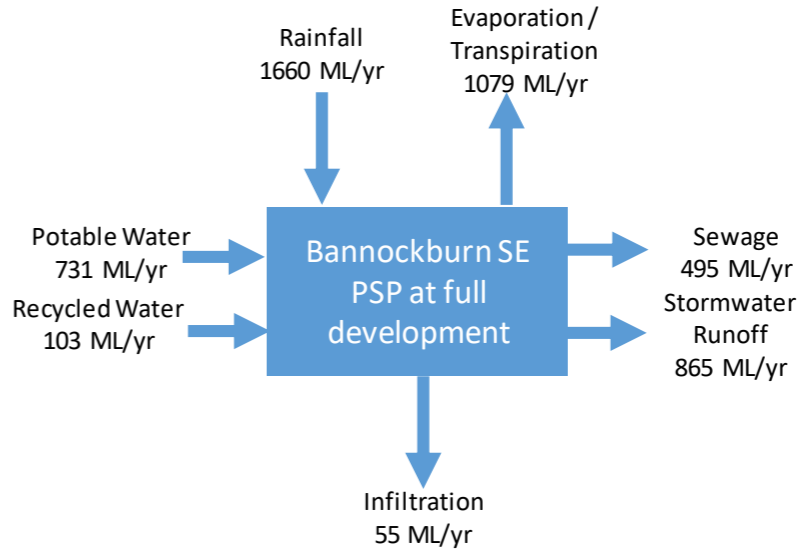 Rainfall
1660 ML/yr
Evaporation /
Transpiration
1079 ML/yr
Potable Water
731 ML/yr
Recycled Water
103 ML/yr
Bannockburn SE
PSP at full
development
Sewage
495 ML/yr
Stormwater
Runoff
865 ML/yr
Infiltration
55 ML/yr